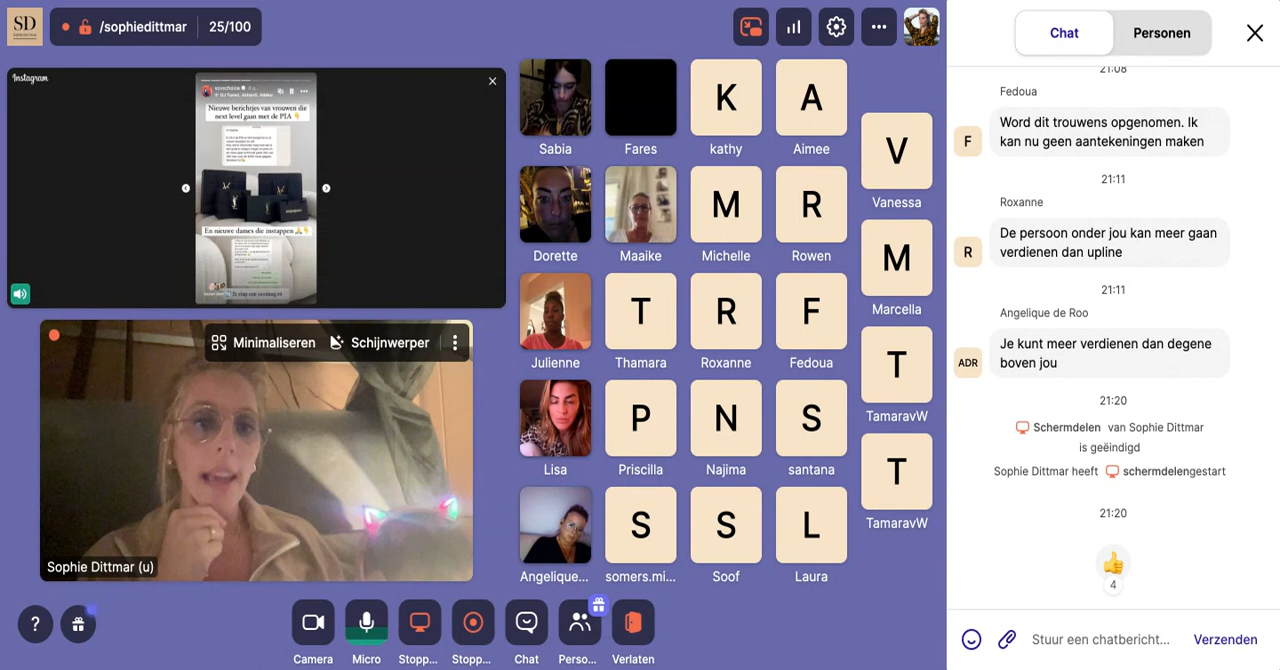 SD
/sophiedittmar
25/100
Instagram
Nieuwe berichtjes van vrouwen die
next level gaan met de PIA
En nieuwe dames die instappen
Minimaliseren
Schijnwerper
Sophie Dittmar (u)
Sabia
Fares
K
kathy
A
Aimee
V
Vanessa
Dorette
Maaike
M
Michelle
R
Rowen
M
Marcella
Julienne
T
Thamara
R
Roxanne
F
Fedoua
T
TamaravW
Lisa
P
Priscilla
N
Najima
S
santana
T
TamaravW
Angelique...
S
somers.mi...
S
Soof
L
Laura
?
Camera
Micro
Stopp...
Stopp...
Chat
Perso...
Verlaten
Chat
Personen
21:08
Fedoua
F
Word dit trouwens opgenomen. Ik
kan nu geen aantekeningen maken
21:11
Roxanne
R
De persoon onder jou kan meer gaan
verdienen dan upline
21:11
Angelique de Roo
ADR
Je kunt meer verdienen dan degene
boven jou
21:20
Schermdelen van Sophie Dittmar
is geëindigd
Sophie Dittmar heeft schermdelengestart
21:20
4
Stuur een chatbericht...
Verzenden